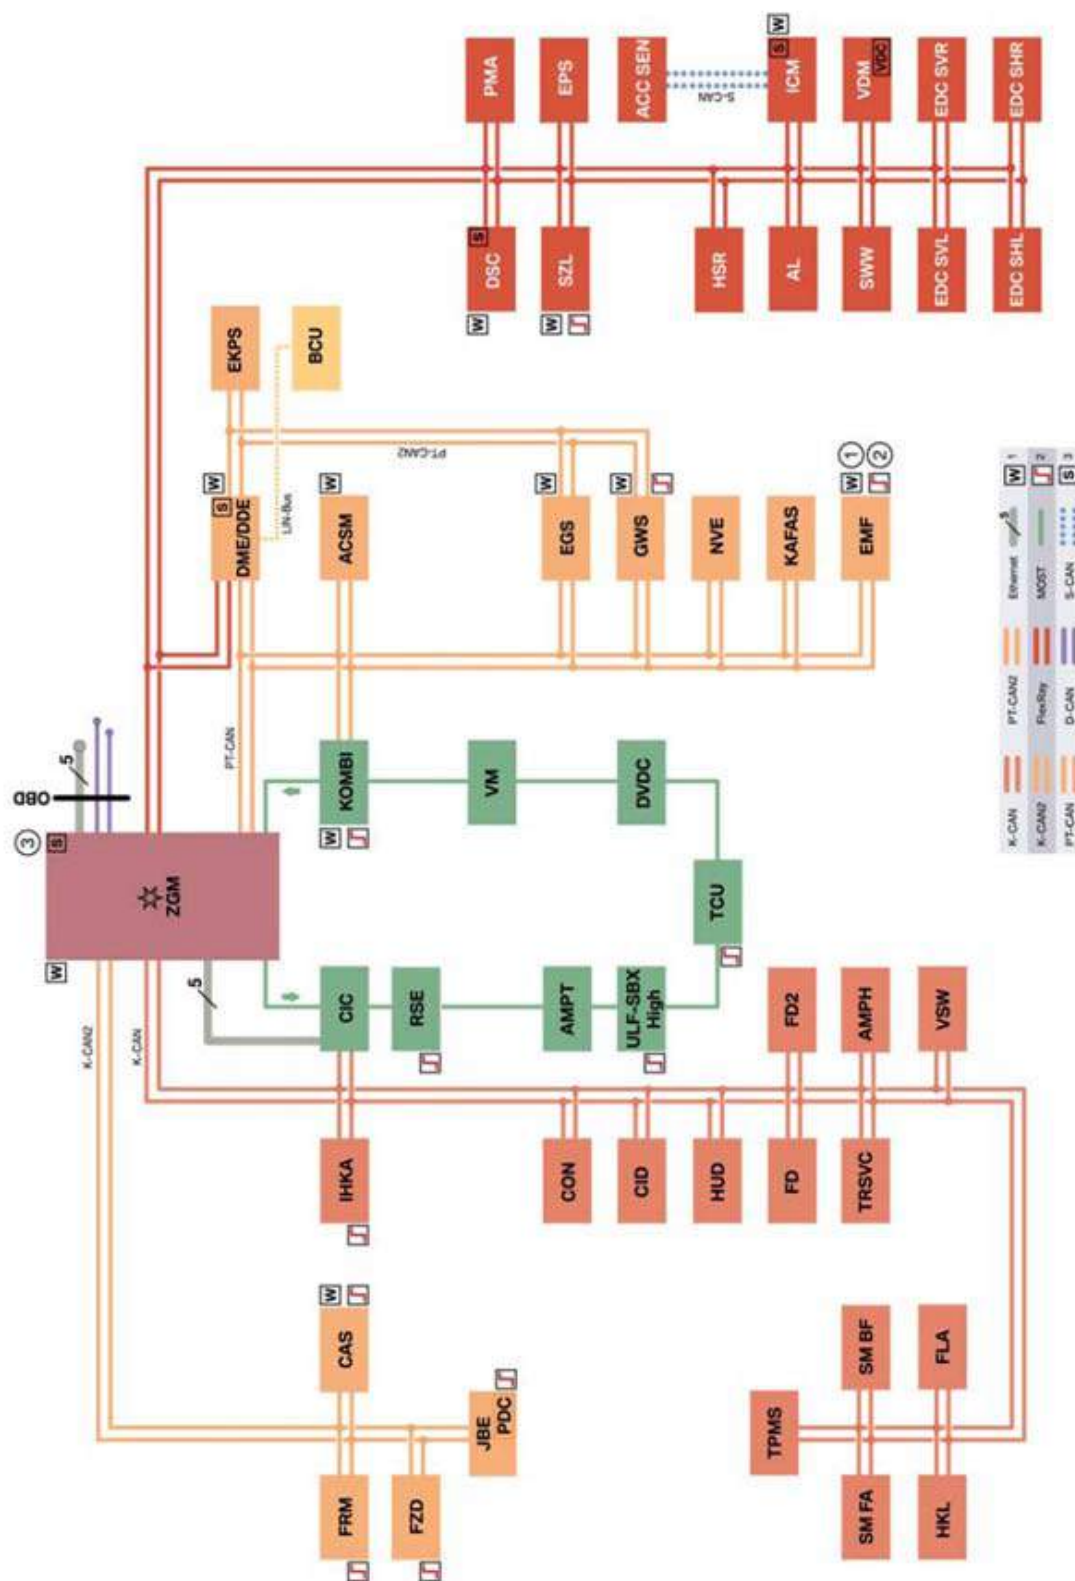 OBD
3
W
S
5
K-CAN2
K-CAN
ZGM
5
PT-CAN
DME/DDE
S
W
EKPS
LIN-Bus
BCU
FRM
CAS
W
IHKA
CIC
W
KOMBI
ACSM
W
FZD
RSE
PT-CAN2
JBE
PDC
VM
W
DSC
S
PMA
CON
AMPT
EGS
W
W
SZL
EPS
CID
ULF-SBX
High
DVDC
GWS
W
ACC SEN
S-CAN
HUD
TCU
NVE
HSR
TPMS
FD
FD2
KAFAS
AL
ICM
S
W
SM FA
SM BF
TRSVC
AMPH
EMF
W
1
2
SWW
VDM
VDC
HKL
FLA
VSW
EDC SVL
EDC SVR
EDC SHL
EDC SHR
K-CAN PT-CAN2 Ethernet 5 W 1
K-CAN2 FlexRay MOST 2
PT-CAN D-CAN S-CAN S 3